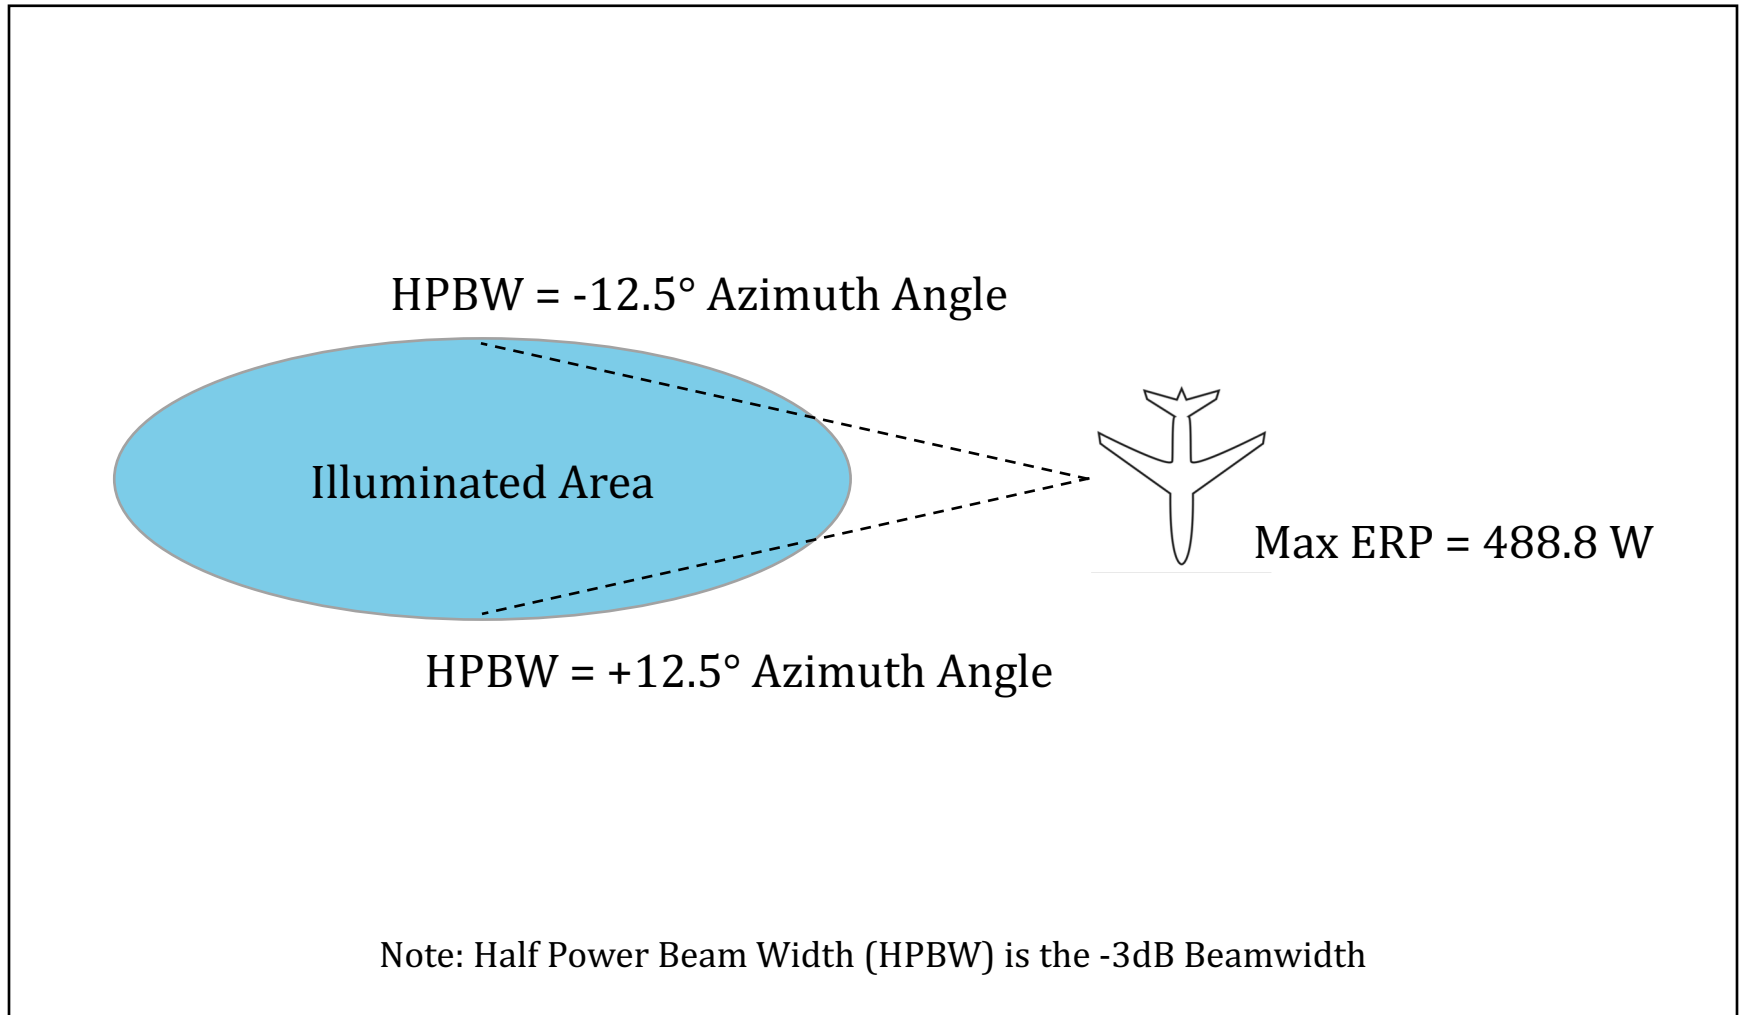 HPBW = -12.5° Azimuth Angle
Illuminated Area
Max ERP = 488.8 W
HPBW = +12.5° Azimuth Angle
Note: Half Power Beam Width (HPBW) is the -3dB Beamwidth